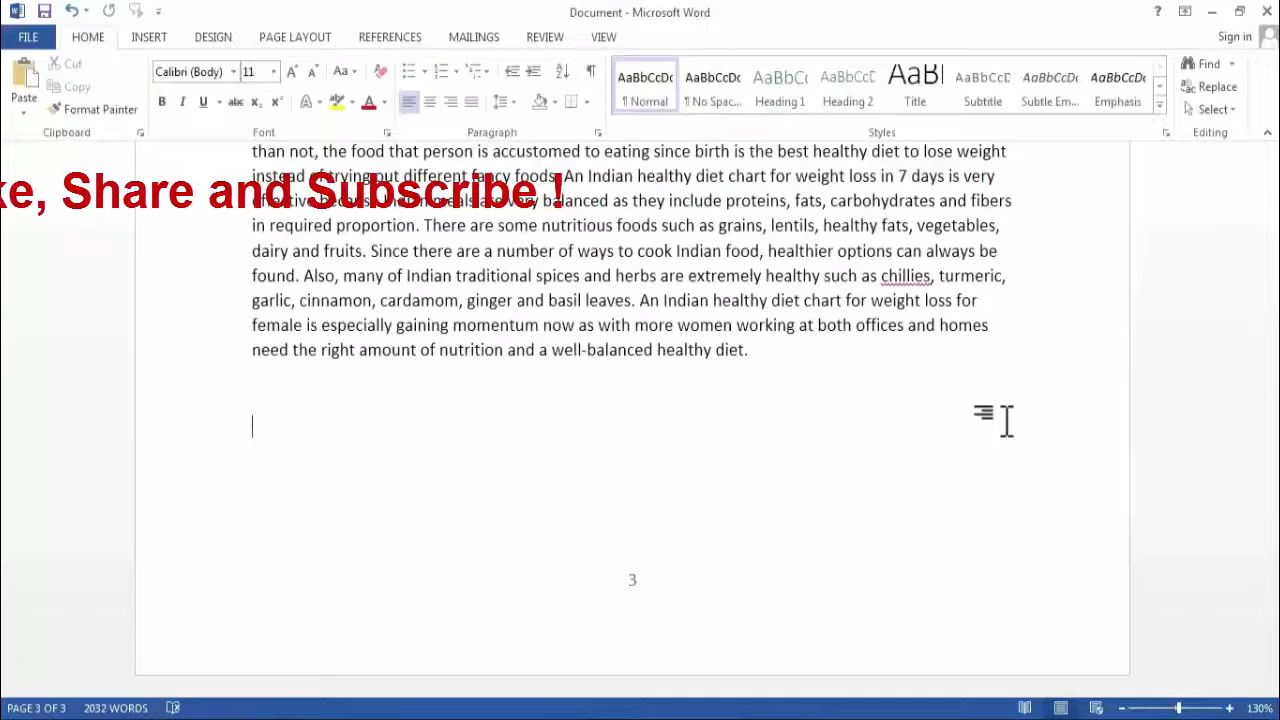 Document - Microsoft Word
Sign in
FILE HOME INSERT DESIGN PAGE LAYOUT REFERENCES MAILINGS REVIEW VIEW
Paste
Cut
Copy
Format Painter
Clipboard
Calibri (Body) 11
Font
Paragraph
AaBbCcDc AaBbCcDc AaBbCc AaBbCcD AaBl AaBbCcD AaBbCcDc AaBbCcDc
¶ Normal ¶ No Spac... Heading 1 Heading 2 Title Subtitle Subtle Em... Emphasis
Styles
Find
Replace
Select
Editing
than not, the food that person is accustomed to eating since birth is the best healthy diet to lose weight
instead of trying out different fancy foods. An Indian healthy diet chart for weight loss in 7 days is very
ke, Share and Subscribe !
effective because Indian meals are very balanced as they include proteins, fats, carbohydrates and fibers
in required proportion. There are some nutritious foods such as grains, lentils, healthy fats, vegetables,
dairy and fruits. Since there are a number of ways to cook Indian food, healthier options can always be
found. Also, many of Indian traditional spices and herbs are extremely healthy such as chillies, turmeric,
garlic, cinnamon, cardamom, ginger and basil leaves. An Indian healthy diet chart for weight loss for
female is especially gaining momentum now as with more women working at both offices and homes
need the right amount of nutrition and a well-balanced healthy diet.
3
PAGE 3 OF 3 2032 WORDS 130%